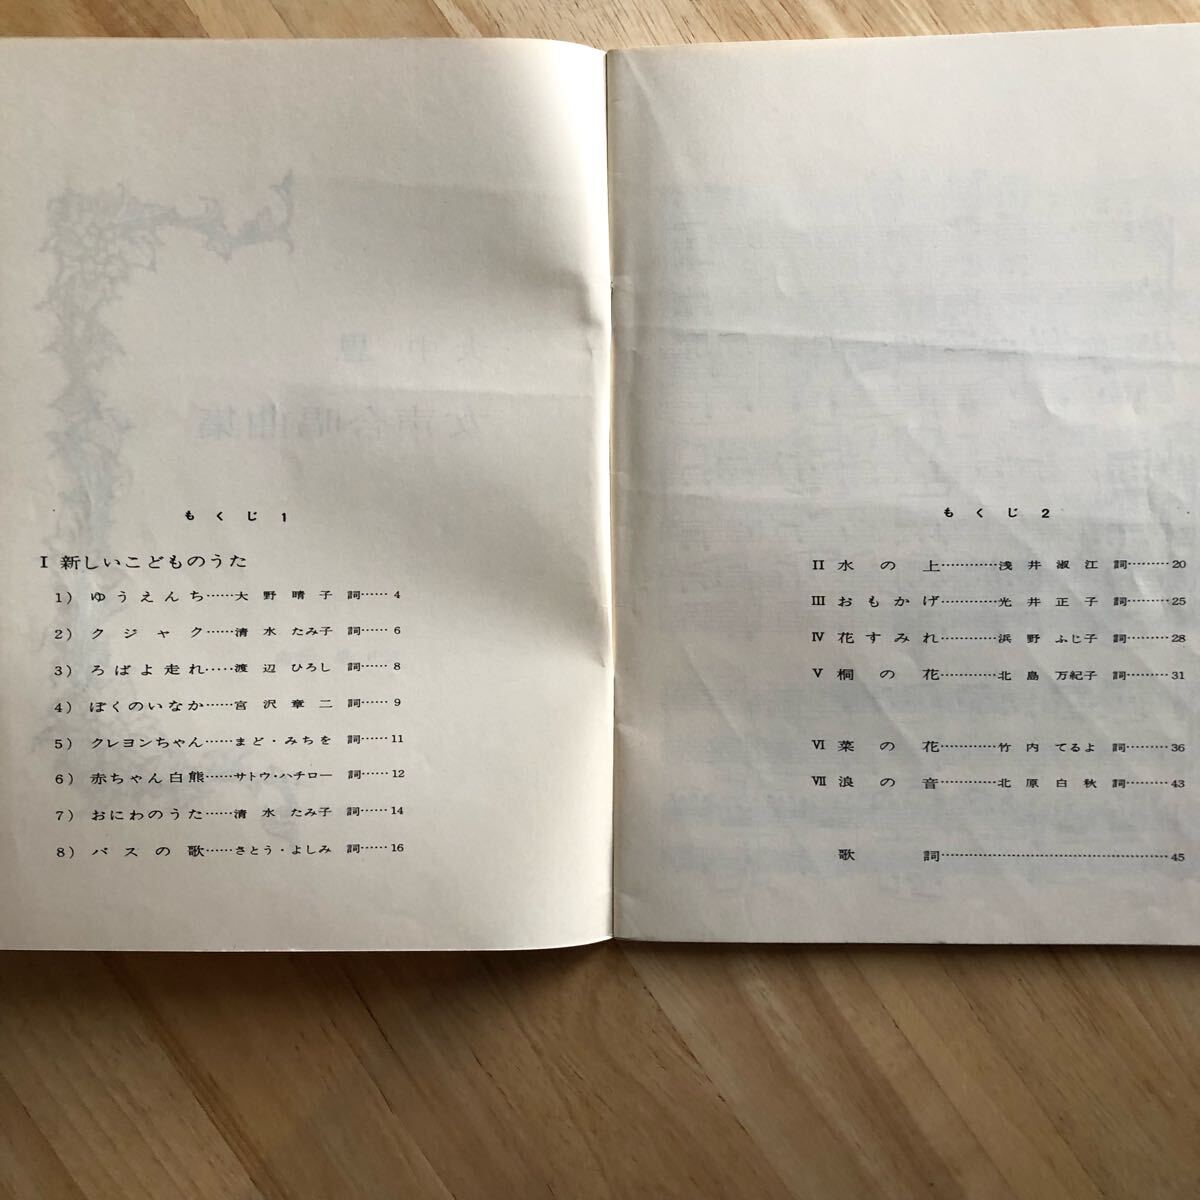 もくじ 1
I 新しいこどものうた
1) ゆうえんち……大野晴子 詞……4
2) クジャク……清水たみ子 詞……6
3) ろばよ走れ……渡辺ひろし 詞……8
4) ぼくのいなか……宮沢章二 詞……9
5) クレヨンちゃん……まど・みちを 詞……11
6) 赤ちゃん白熊……サトウ・ハチロー 詞……12
7) おにわのうた……清水たみ子 詞……14
8) バスの歌……さとう・よしみ 詞……16
もくじ 2
II 水の上…………浅井淑江 詞………20
III おもかげ…………光井正子 詞………25
IV 花すみれ…………浜野ふじ子 詞………28
V 桐の花…………北島万紀子 詞………31
VI 菜の花…………竹内てるよ 詞………36
VII 浪の音…………北原白秋 詞………43
歌詞………………………………………45